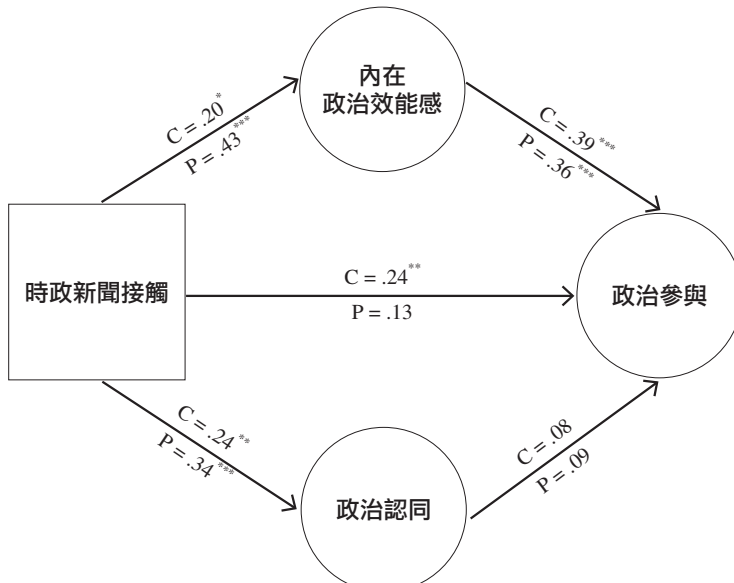 內在
政治效能感
C = .20*
P = .43***
C = .39***
P = .36***
時政新聞接觸
C = .24**
P = .13
政治參與
C = .24**
P = .34***
C = .08
P = .09
政治認同